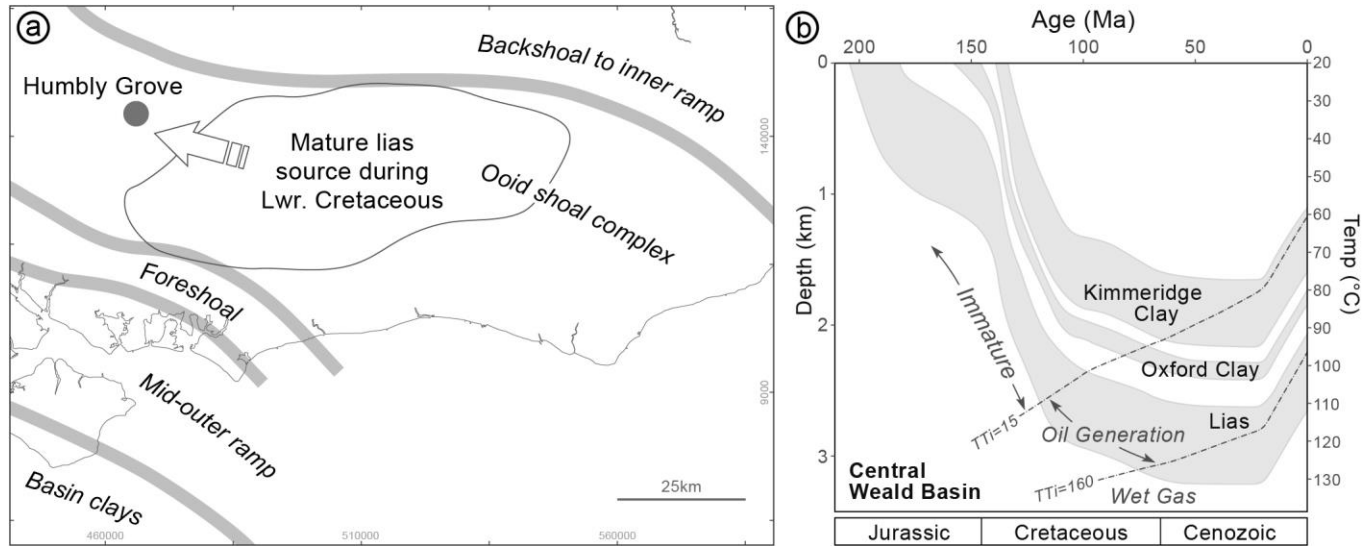 a
Backshoal to inner ramp
Humbly Grove
Mature lias
source during
Lwr. Cretaceous
Ooid shoal complex
140000
Foreshoal
9000
Mid-outer ramp
Basin clays
25km
460000
510000
560000
b
Age (Ma)
200
150
100
50
0
Depth (km)
0
1
2
3
Temp (°C)
20
20
30
40
50
60
70
80
90
100
110
120
130
Kimmeridge
Clay
Oxford Clay
Lias
Immature
TTi=15
Oil Generation
TTi=160
Wet Gas
Central
Weald Basin
Jurassic
Cretaceous
Cenozoic